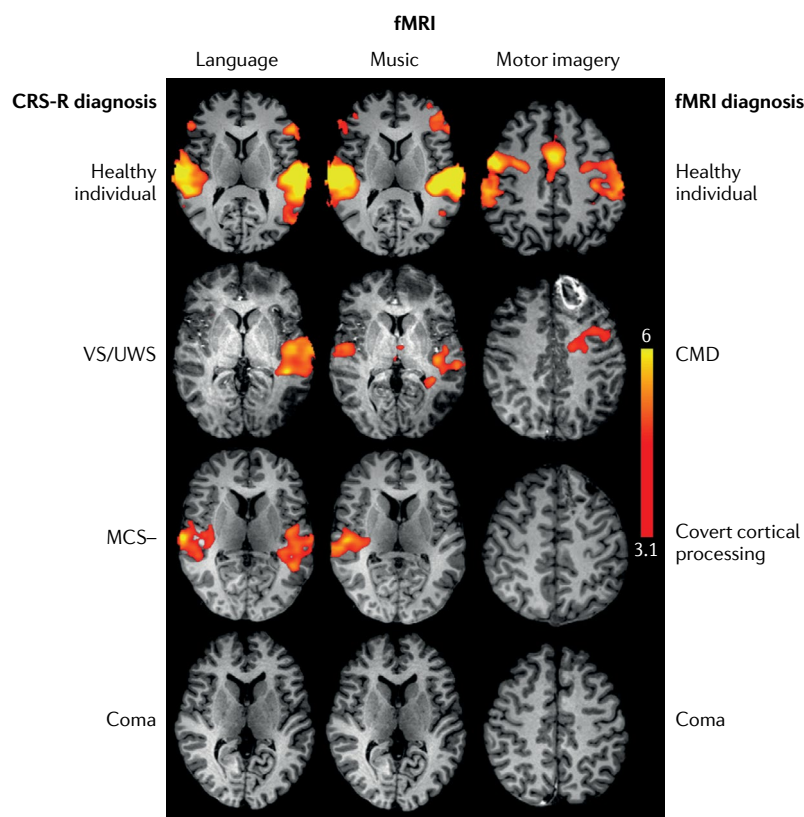 fMRI
Language Music Motor imagery
CRS-R diagnosis
fMRI diagnosis
Healthy
individual
Healthy
individual
VS/UWS
6
CMD
MCS–
3.1
Covert cortical
processing
Coma
Coma